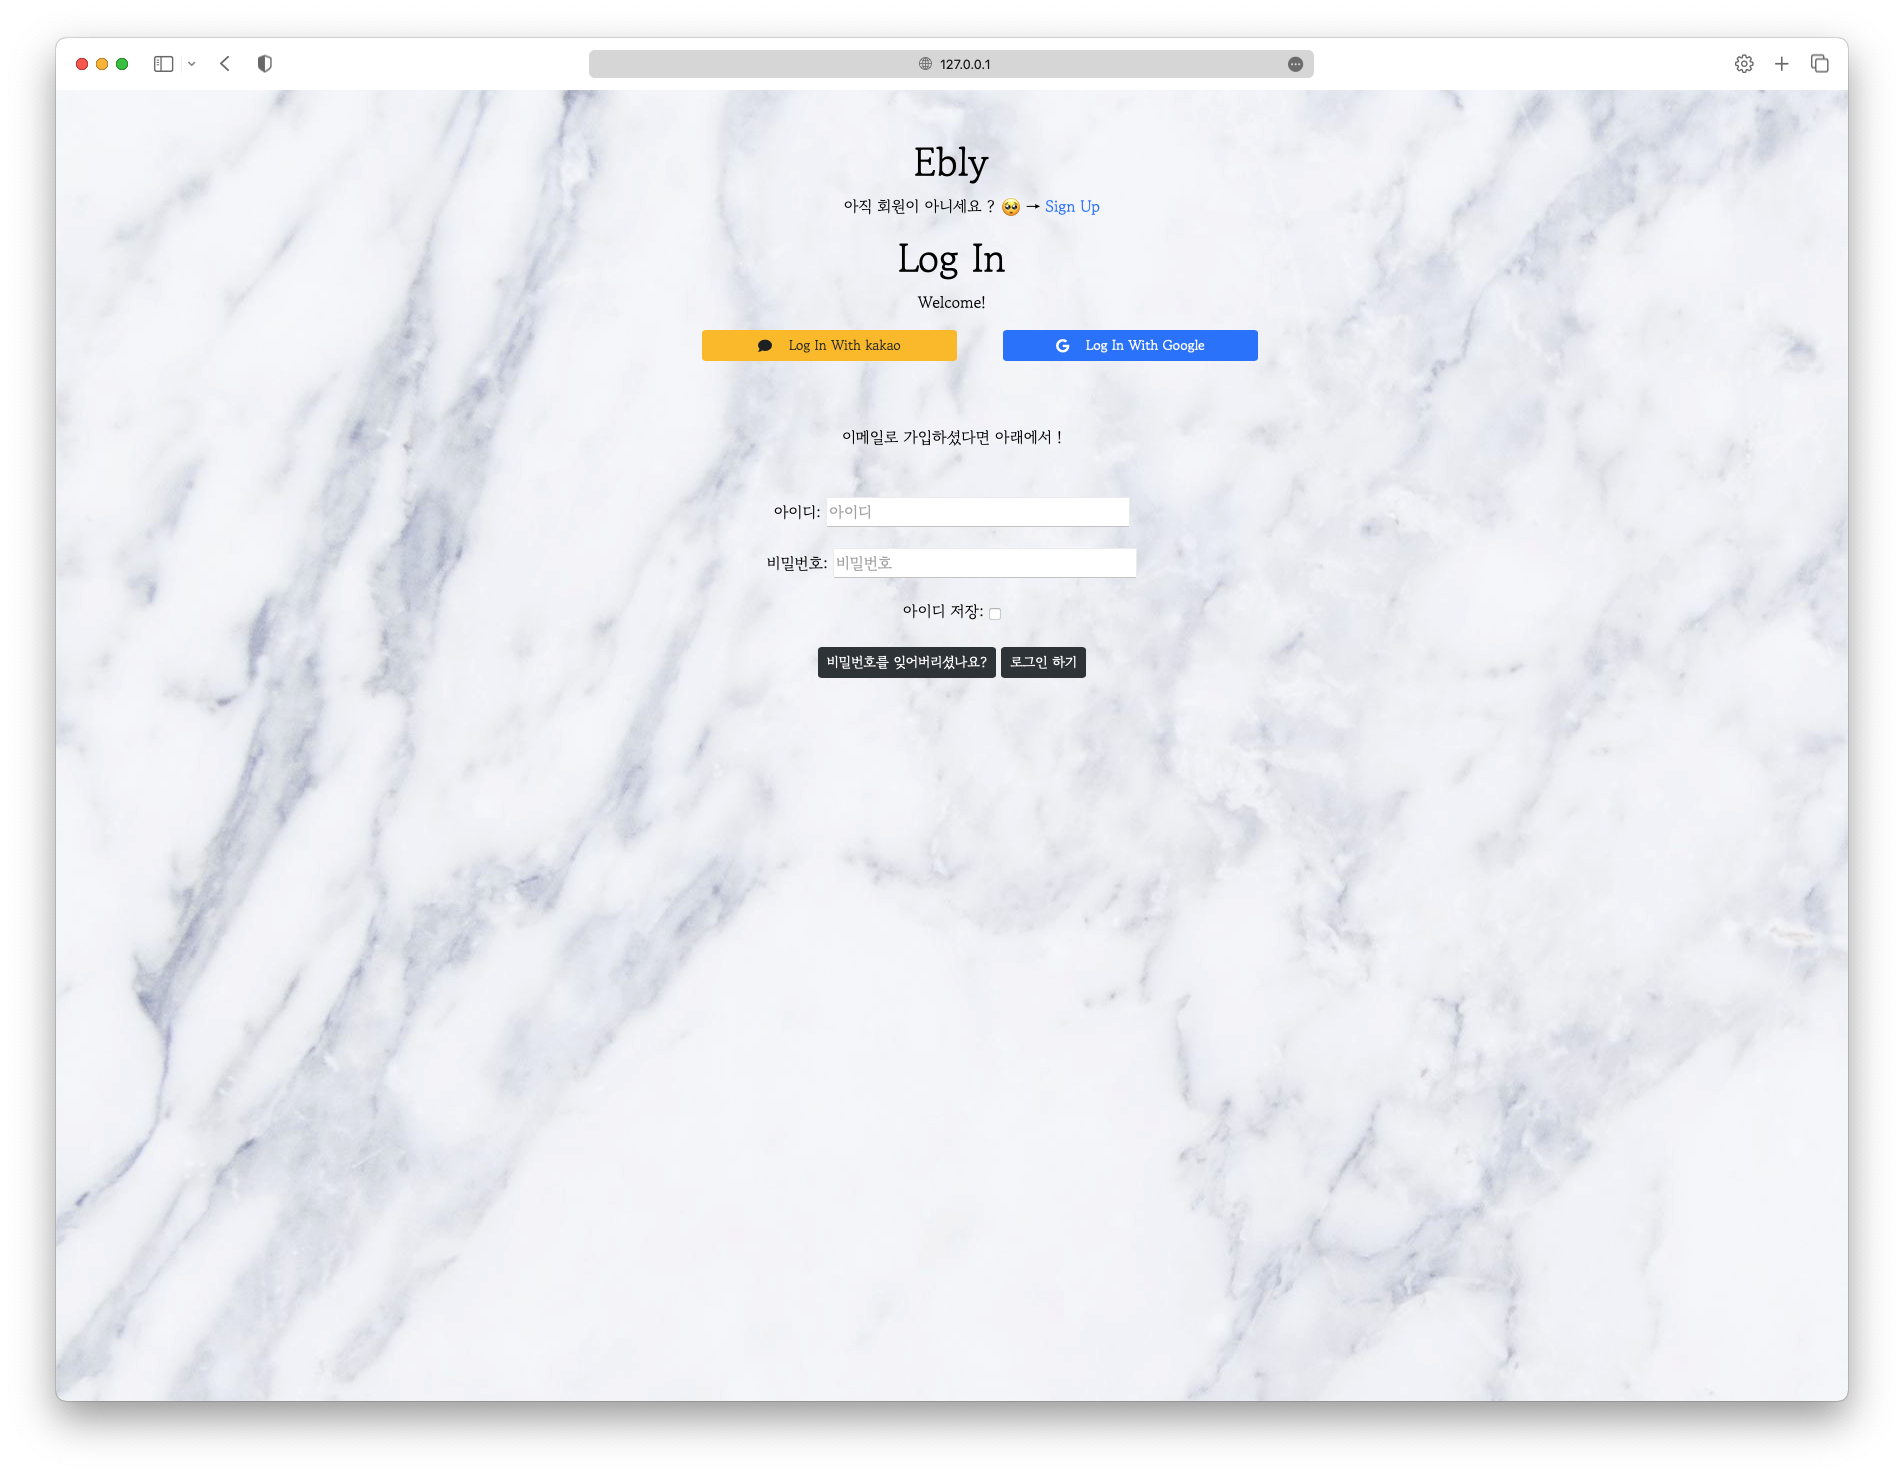 127.0.0.1
Ebly
아직 회원이 아니세요 ? 🥺 → Sign Up
Log In
Welcome!
Log In With kakao
Log In With Google
이메일로 가입하셨다면 아래에서 !
아이디: 아이디
비밀번호: 비밀번호
아이디 저장:
비밀번호를 잊어버리셨나요? 로그인 하기